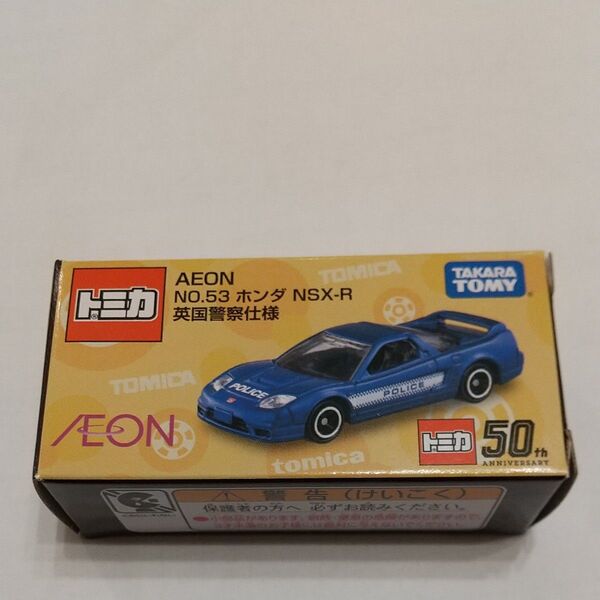 トミカ
AEON
NO.53 ホンダ NSX-R
英国警察仕様
TAKARA TOMY
TOMICA
TOMICA
tomica
POLICE
POLICE
ÆON
トミカ
50th
ANNIVERSARY
警告(けいこく)
保護者の方へ 必ずお読みください。